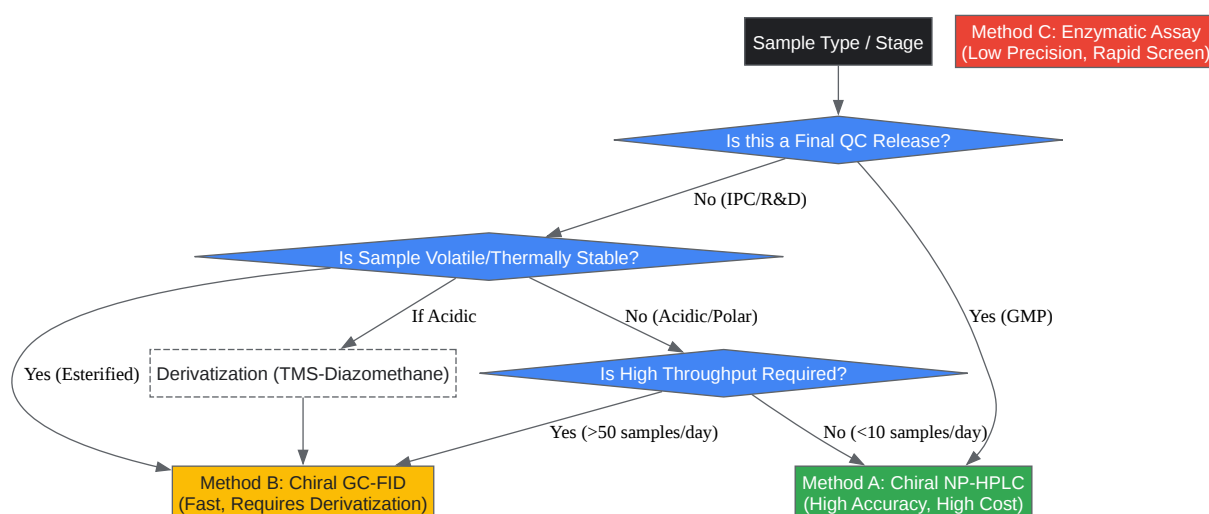 Sample Type / Stage
Method C: Enzymatic Assay
(Low Precision, Rapid Screen)
Is this a Final QC Release?
No (IPC/R&D)
Is Sample Volatile/Thermally Stable?
If Acidic
No (Acidic/Polar)
Yes (GMP)
Yes (Esterified)
Derivatization (TMS-Diazomethane)
Is High Throughput Required?
Yes (>50 samples/day)
No (<10 samples/day)
Method B: Chiral GC-FID
(Fast, Requires Derivatization)
Method A: Chiral NP-HPLC
(High Accuracy, High Cost)